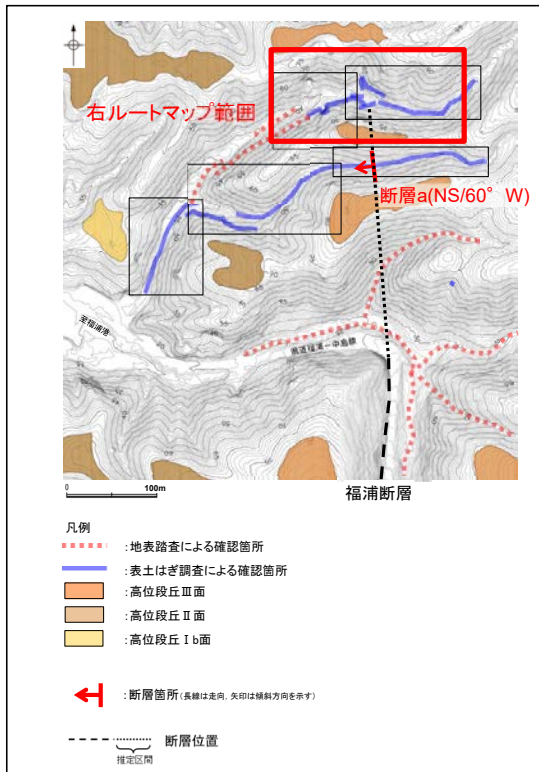 右ルートマップ範囲
断層a(NS/60°W)
至福浦港
県道福浦−中島線
0 100m
福浦断層
凡例
：地表踏査による確認箇所
：表土はぎ調査による確認箇所
：高位段丘Ⅲ面
：高位段丘Ⅱ面
：高位段丘Ⅰb面
：断層箇所(長線は走向、矢印は傾斜方向を示す)
断層位置
推定区間